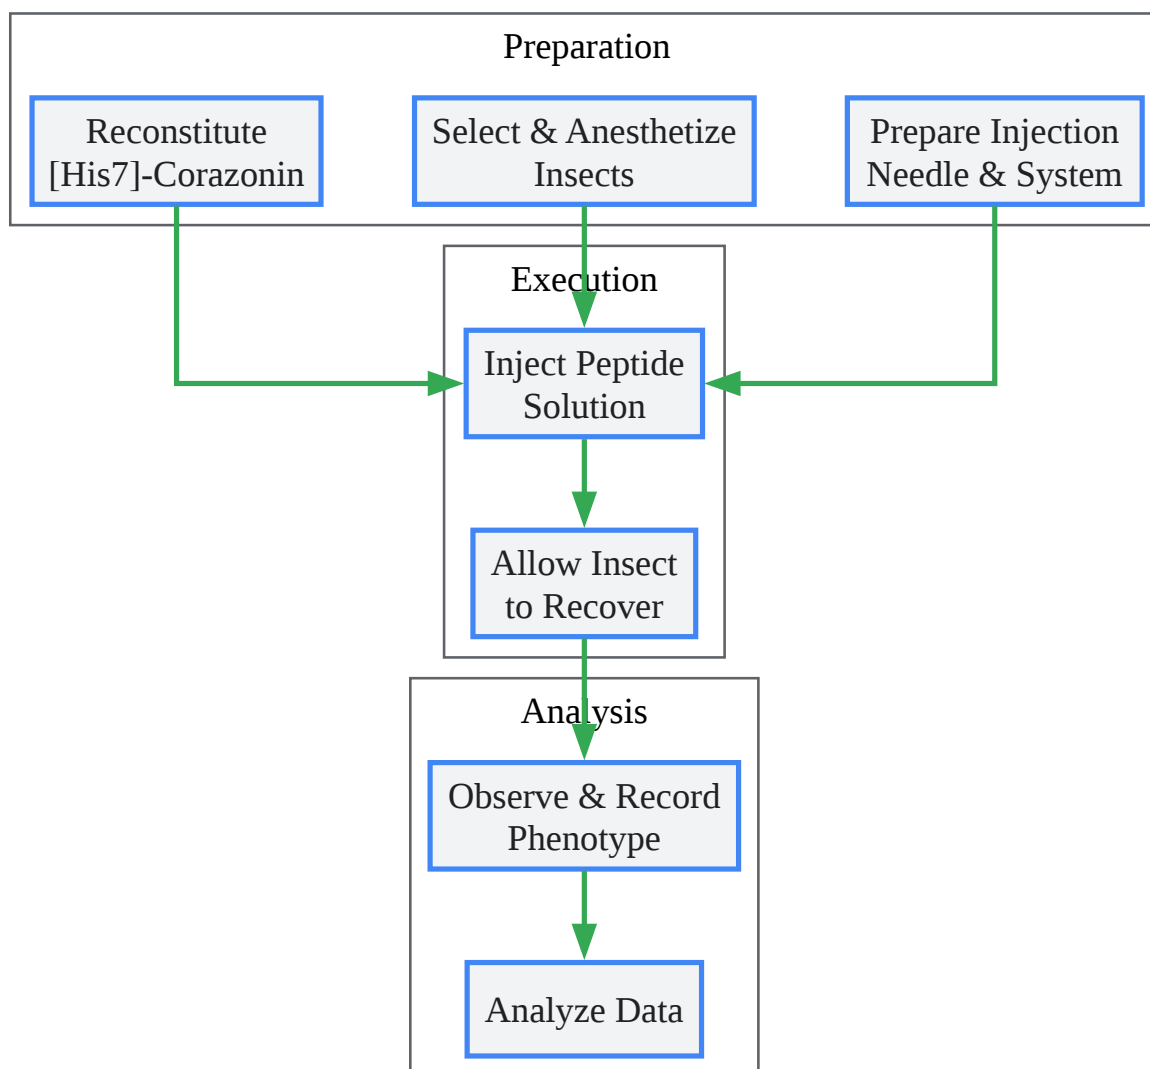 Preparation
Reconstitute
[His7]-Corazonin
Select & Anesthetize
Insects
Prepare Injection
Needle & System
Execution
Inject Peptide
Solution
Allow Insect
to Recover
Analysis
Observe & Record
Phenotype
Analyze Data